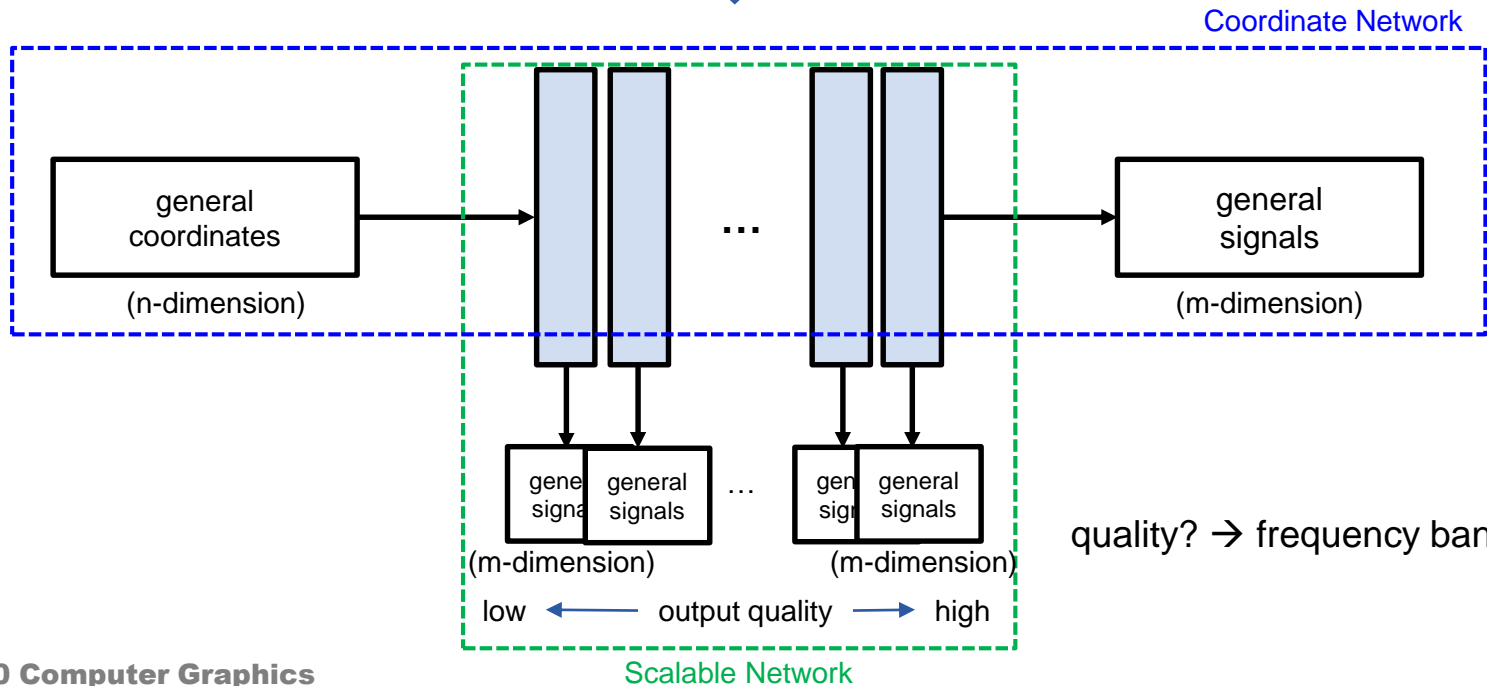 Coordinate Network
general
coordinates
(n-dimension)
...
general
signals
(m-dimension)
general
signals
...
general
signals
(m-dimension)
(m-dimension)
low
output quality
high
quality? → frequency
0 Computer Graphics
Scalable Network